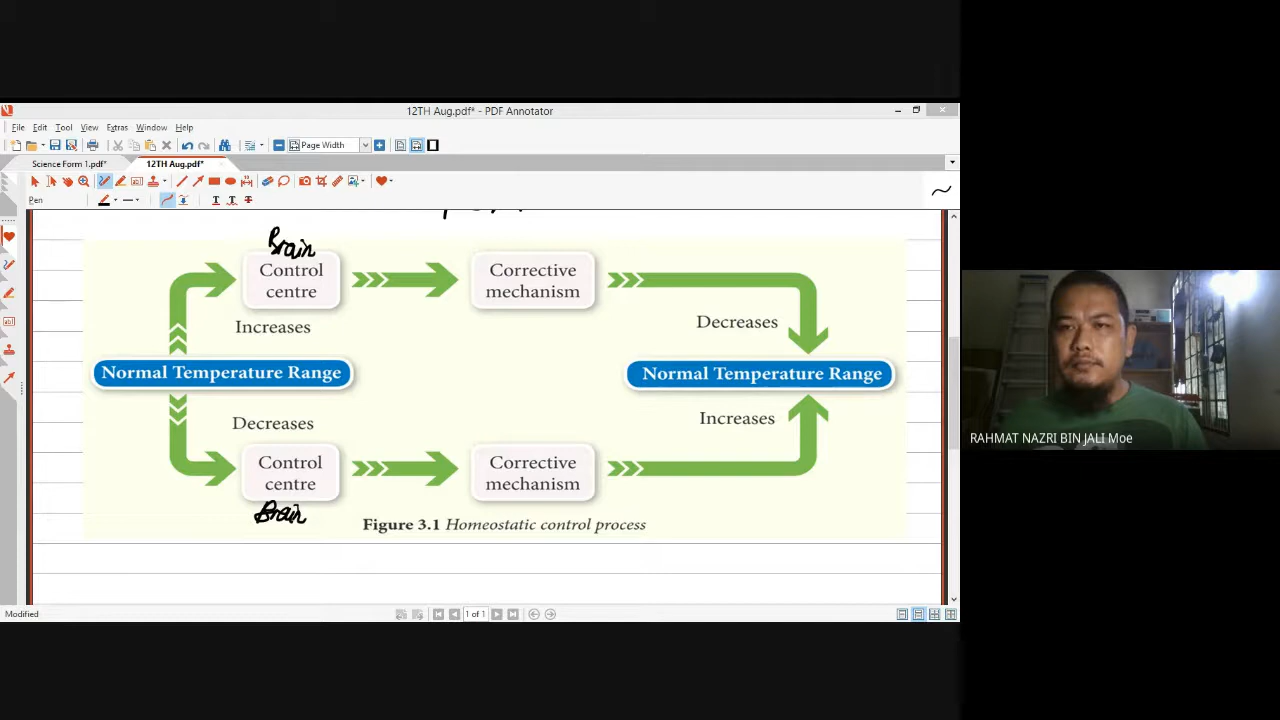 12TH Aug.pdf* - PDF Annotator
File Edit Tool View Extras Window Help
Page Width
Science Form 1.pdf* 12TH Aug.pdf*
Pen
Brain
Control
centre
Corrective
mechanism
Increases
Decreases
Normal Temperature Range
Normal Temperature Range
Decreases
Increases
Control
centre
Corrective
mechanism
Brain
Figure 3.1 Homeostatic control process
RAHMAT NAZRI BIN JALI Moe
Modified
1 of 1